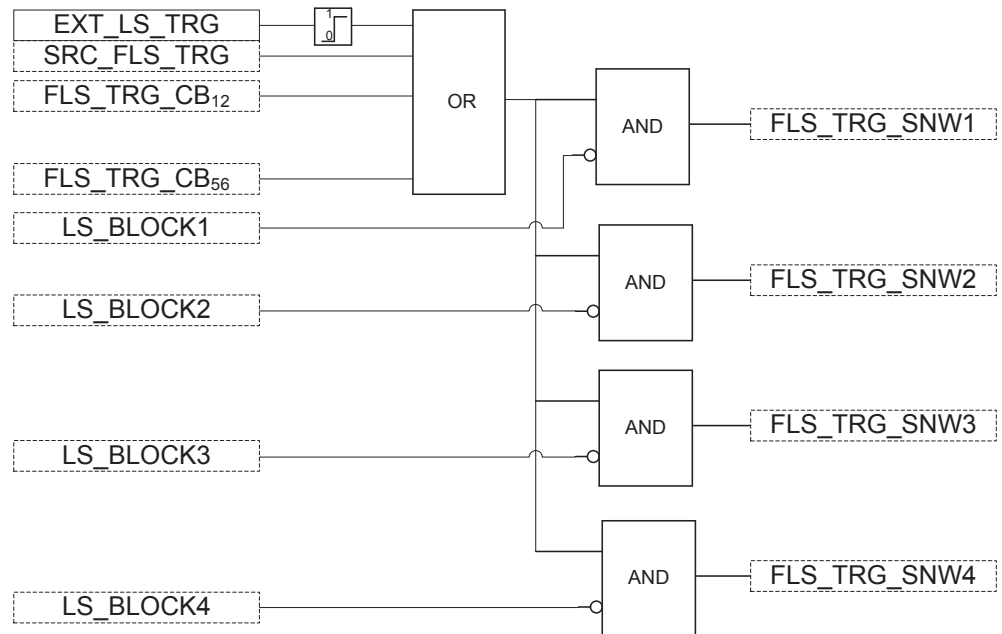 EXT_LS_TRG
1
0
SRC_FLS_TRG
FLS_TRG_CB₁₂
OR
AND
FLS_TRG_SNW1
FLS_TRG_CB₅₆
LS_BLOCK1
AND
FLS_TRG_SNW2
LS_BLOCK2
AND
FLS_TRG_SNW3
LS_BLOCK3
AND
FLS_TRG_SNW4
LS_BLOCK4